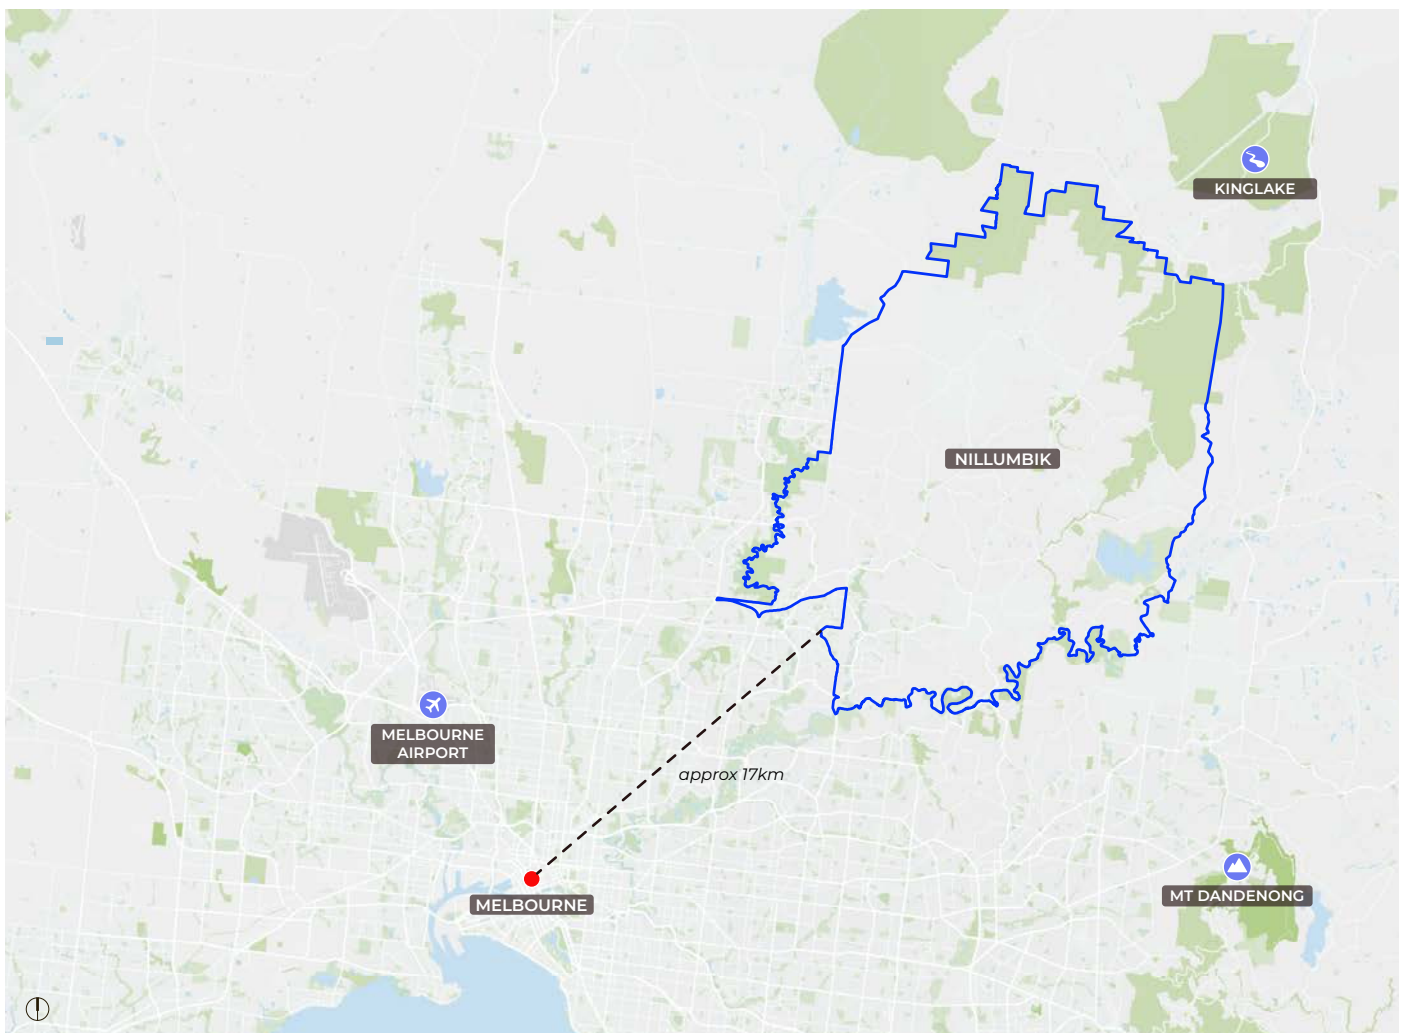 KINGLAKE
NILLUMBIK
MELBOURNE
AIRPORT
approx 17km
MELBOURNE
MT DANDENONG